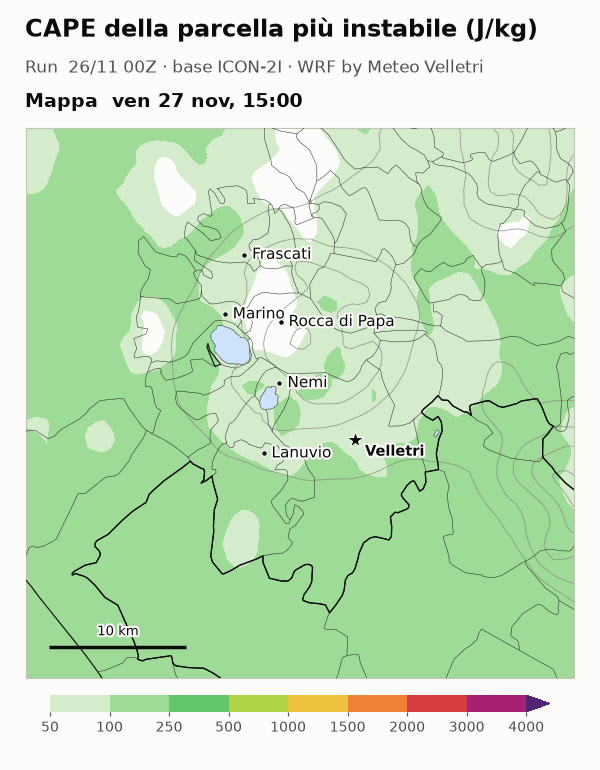 CAPE della parcella più instabile (J/kg)
Run  26/11 00Z · base ICON-2I · WRF by Meteo Velletri
Mappa  ven 27 nov, 15:00
Frascati
Marino
Rocca di Papa
Nemi
Lanuvio
Velletri
10 km
50 100 250 500 1000 1500 2000 3000 4000